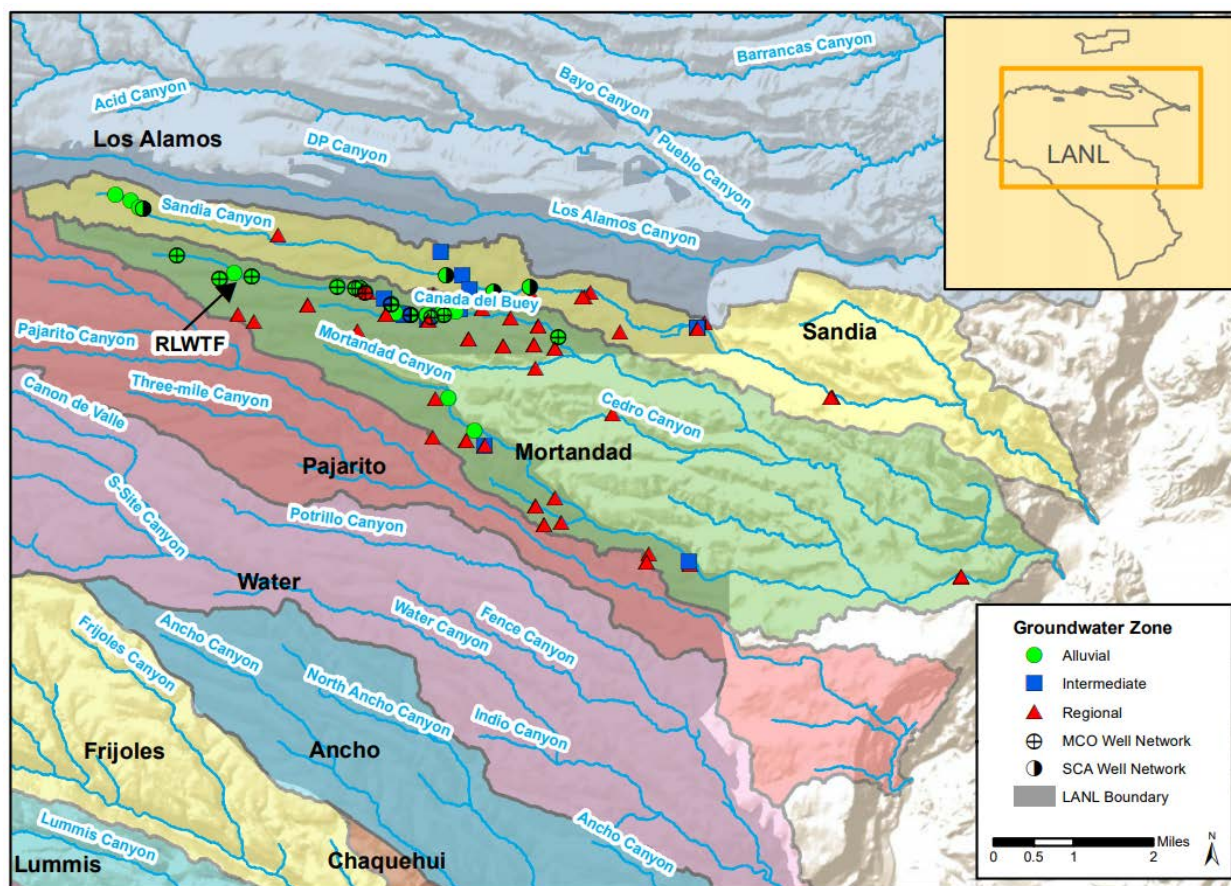 Barrancas Canyon
Bayo Canyon
Acid Canyon
Los Alamos
DP Canyon
Pueblo Canyon
LANL
Sandia Canyon
Los Alamos Canyon
Canada del Buey
Sandia
RLWTF
Pajarito Canyon
Mortandad Canyon
Three-mile Canyon
Canon de Valle
Cedro Canyon
Mortandad
Pajarito
S-Site Canyon
Potrillo Canyon
Water
Water Canyon
Fence Canyon
Frijoles Canyon
Ancho Canyon
North Ancho Canyon
Indio Canyon
Frijoles
Ancho
Ancho Canyon
Lummis Canyon
Lummis
Chaquehui
Groundwater Zone
Alluvial
Intermediate
Regional
MCO Well Network
SCA Well Network
LANL Boundary
Miles
0 0.5 1 2
N